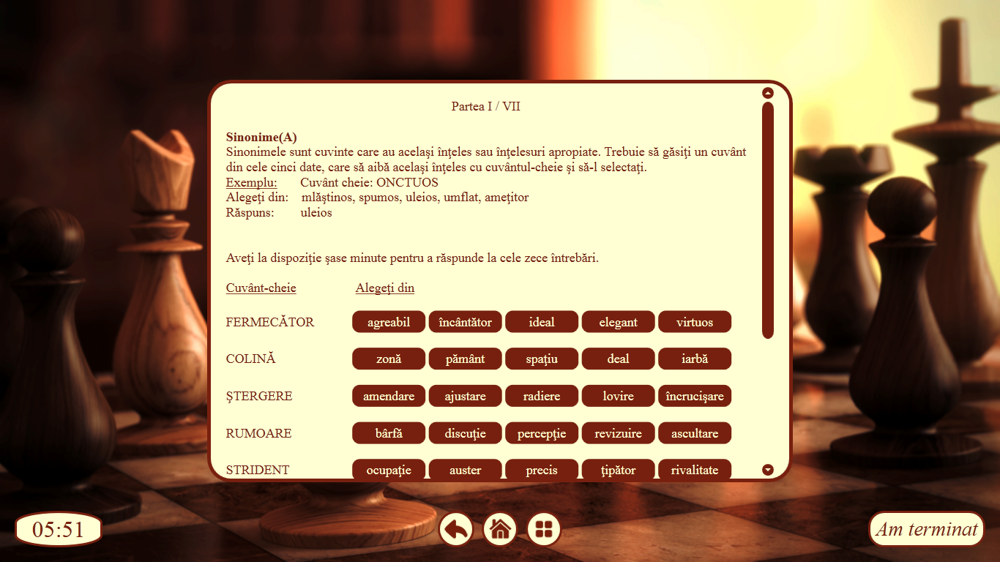 Partea I / VII
Sinonime(A)
Sinonimele sunt cuvinte care au același înţeles sau înţelesuri apropiate. Trebuie să găsiţi un cuvânt
din cele cinci date, care să aibă același înţeles cu cuvântul-cheie și să-l selectaţi.
Exemplu: Cuvânt cheie: ONCTUOS
Alegeţi din: mlăștinos, spumos, uleios, umflat, ameţitor
Răspuns: uleios
Aveţi la dispoziţie şase minute pentru a răspunde la cele zece întrebări.
Cuvânt-cheie Alegeţi din
FERMECĂTOR agreabil încântător ideal elegant virtuos
COLINĂ zonă pământ spaţiu deal iarbă
ŞTERGERE amendare ajustare radiere lovire încrucişare
RUMOARE bârfă discuţie percepţie revizuire ascultare
STRIDENT ocupaţie auster precis ţipător rivalitate
05:51 Am terminat